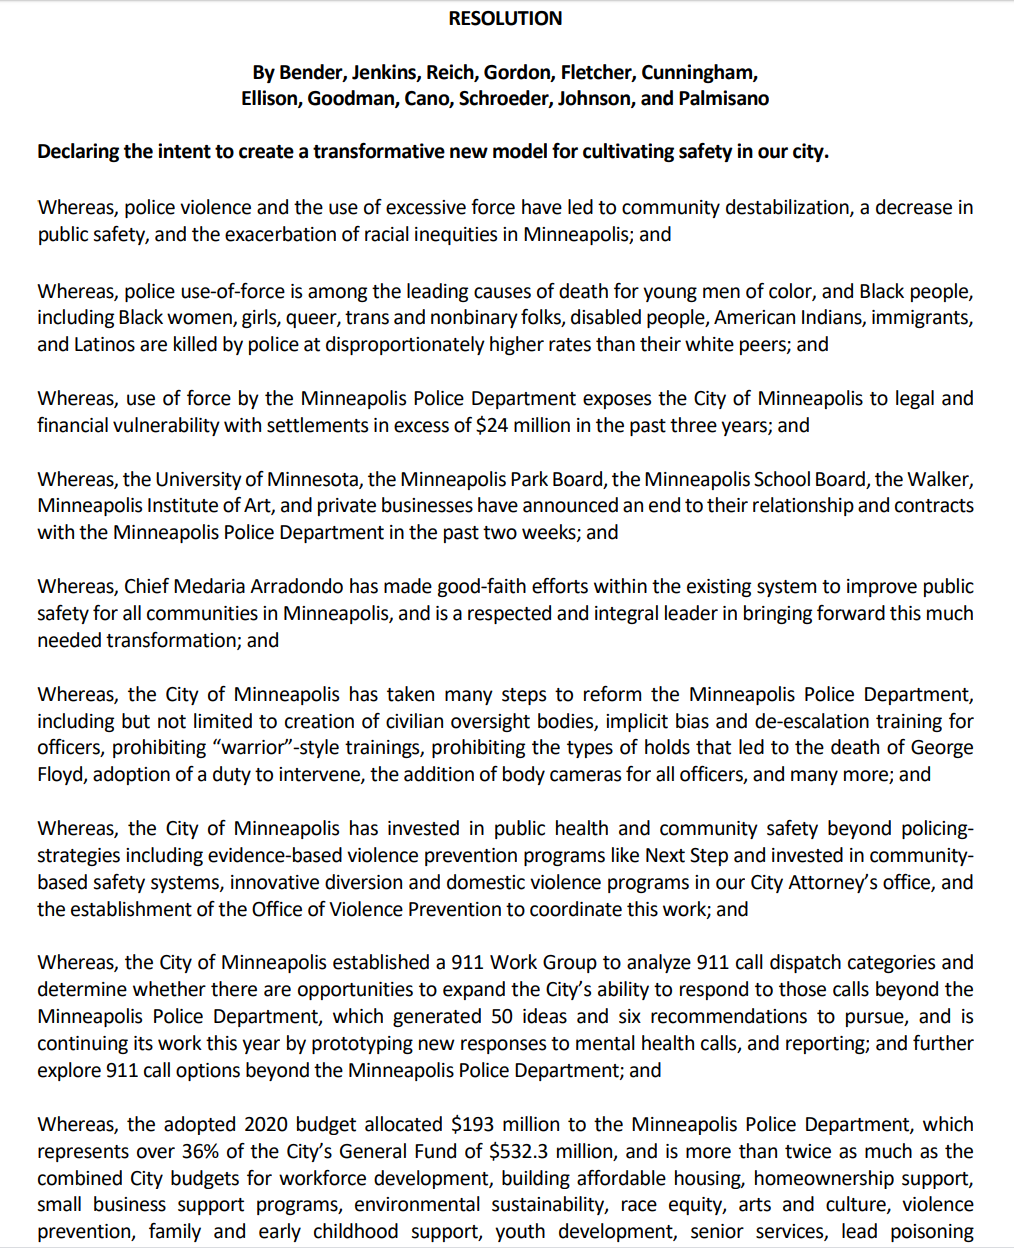 RESOLUTION
By Bender, Jenkins, Reich, Gordon, Fletcher, Cunningham,
Ellison, Goodman, Cano, Schroeder, Johnson, and Palmisano
Declaring the intent to create a transformative new model for cultivating safety in our city.
Whereas, police violence and the use of excessive force have led to community destabilization, a decrease in
public safety, and the exacerbation of racial inequities in Minneapolis; and
Whereas, police use-of-force is among the leading causes of death for young men of color, and Black people,
including Black women, girls, queer, trans and nonbinary folks, disabled people, American Indians, immigrants,
and Latinos are killed by police at disproportionately higher rates than their white peers; and
Whereas, use of force by the Minneapolis Police Department exposes the City of Minneapolis to legal and
financial vulnerability with settlements in excess of $24 million in the past three years; and
Whereas, the University of Minnesota, the Minneapolis Park Board, the Minneapolis School Board, the Walker,
Minneapolis Institute of Art, and private businesses have announced an end to their relationship and contracts
with the Minneapolis Police Department in the past two weeks; and
Whereas, Chief Medaria Arradondo has made good-faith efforts within the existing system to improve public
safety for all communities in Minneapolis, and is a respected and integral leader in bringing forward this much
needed transformation; and
Whereas, the City of Minneapolis has taken many steps to reform the Minneapolis Police Department,
including but not limited to creation of civilian oversight bodies, implicit bias and de-escalation training for
officers, prohibiting “warrior”-style trainings, prohibiting the types of holds that led to the death of George
Floyd, adoption of a duty to intervene, the addition of body cameras for all officers, and many more; and
Whereas, the City of Minneapolis has invested in public health and community safety beyond policing-
strategies including evidence-based violence prevention programs like Next Step and invested in community-
based safety systems, innovative diversion and domestic violence programs in our City Attorney’s office, and
the establishment of the Office of Violence Prevention to coordinate this work; and
Whereas, the City of Minneapolis established a 911 Work Group to analyze 911 call dispatch categories and
determine whether there are opportunities to expand the City’s ability to respond to those calls beyond the
Minneapolis Police Department, which generated 50 ideas and six recommendations to pursue, and is
continuing its work this year by prototyping new responses to mental health calls, and reporting; and further
explore 911 call options beyond the Minneapolis Police Department; and
Whereas, the adopted 2020 budget allocated $193 million to the Minneapolis Police Department, which
represents over 36% of the City’s General Fund of $532.3 million, and is more than twice as much as the
combined City budgets for workforce development, building affordable housing, homeownership support,
small business support programs, environmental sustainability, race equity, arts and culture, violence
prevention, family and early childhood support, youth development, senior services, lead poisoning